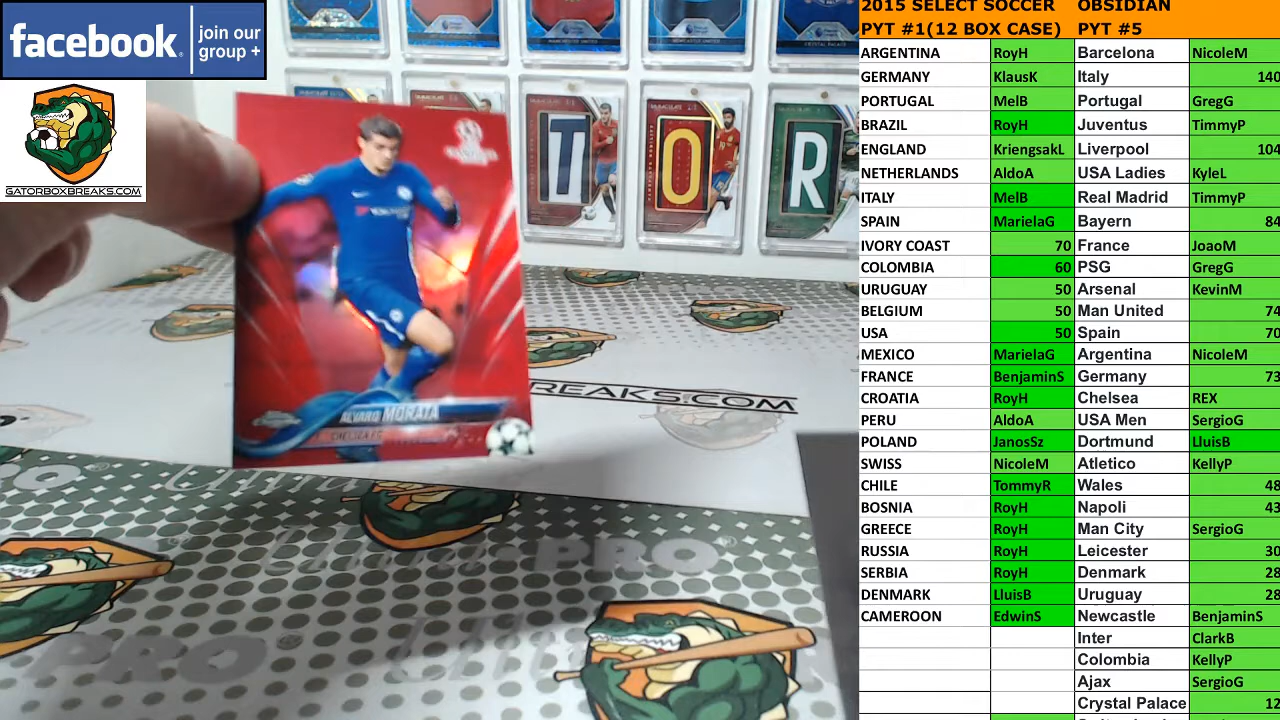 facebook. join our
group +
GATORBOXBREAKS.COM
T O R
ALVARO MORATA
CHELSEA FC
REAKS.COM
PRO
PRO
2015 SELECT SOCCER OBSIDIAN
PYT #1(12 BOX CASE) PYT #5
ARGENTINA RoyH Barcelona NicoleM
GERMANY KlausK Italy 140
PORTUGAL MelB Portugal GregG
BRAZIL RoyH Juventus TimmyP
ENGLAND KriengsakL Liverpool 104
NETHERLANDS AldoA USA Ladies KyleL
ITALY MelB Real Madrid TimmyP
SPAIN MarielaG Bayern 84
IVORY COAST 70 France JoaoM
COLOMBIA 60 PSG GregG
URUGUAY 50 Arsenal KevinM
BELGIUM 50 Man United 74
USA 50 Spain 70
MEXICO MarielaG Argentina NicoleM
FRANCE BenjaminS Germany 73
CROATIA RoyH Chelsea REX
PERU AldoA USA Men SergioG
POLAND JanosSz Dortmund LluisB
SWISS NicoleM Atletico KellyP
CHILE TommyR Wales 48
BOSNIA RoyH Napoli 43
GREECE RoyH Man City SergioG
RUSSIA RoyH Leicester 30
SERBIA RoyH Denmark 28
DENMARK LluisB Uruguay 28
CAMEROON EdwinS Newcastle BenjaminS
Inter ClarkB
Colombia KellyP
Ajax SergioG
Crystal Palace 12